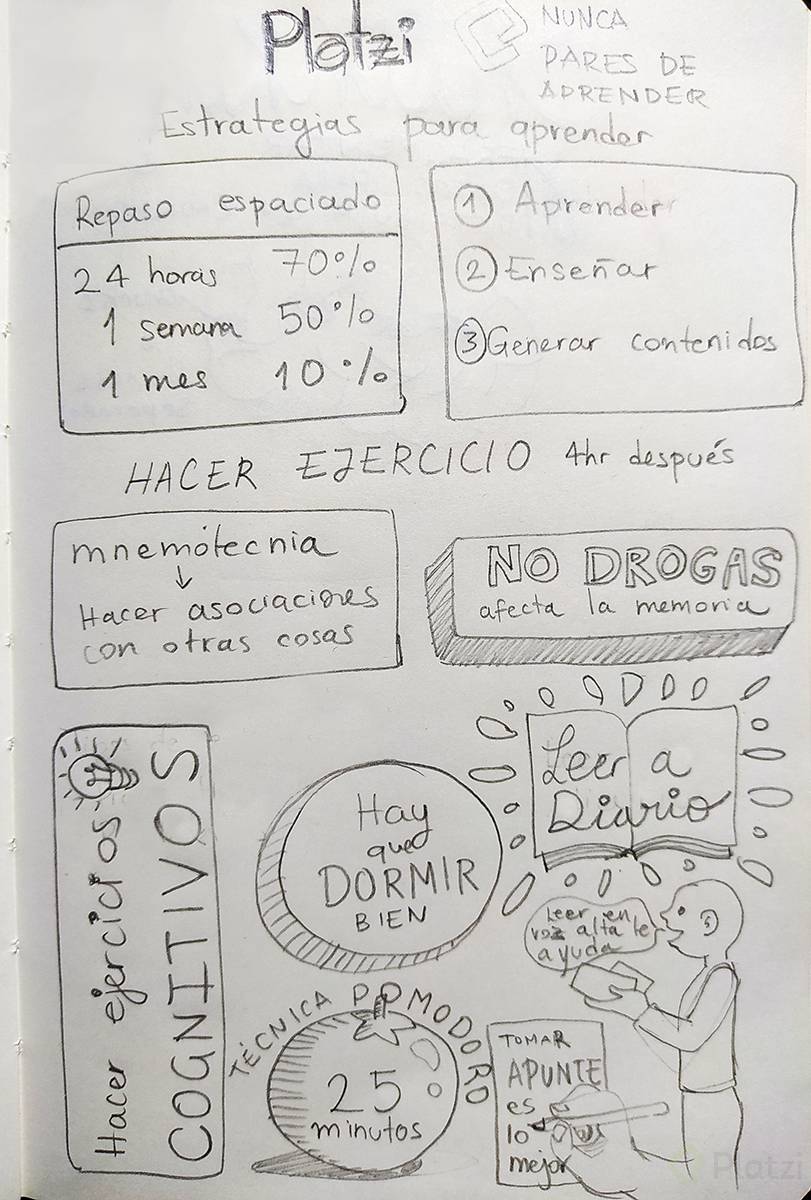 Platzi
NUNCA
PARES DE
APRENDER
Estrategias para aprender
Repaso espaciado
24 horas 70%
1 semana 50%
1 mes 10%
1 Aprender
2 Enseñar
3 Generar contenidos
HACER EJERCICIO 4hr después
mnemótecnia
↓
Hacer asociaciones
con otras cosas
NO DROGAS
afecta la memoria
Hacer ejercicios
COGNITIVOS
Hay
que
DORMIR
BIEN
Leer a
Diario
Leer en
voz alta te
ayuda
TÉCNICA POMODORO
25
minutos
TOMAR
APUNTE
es
lo
mejor
Platzi